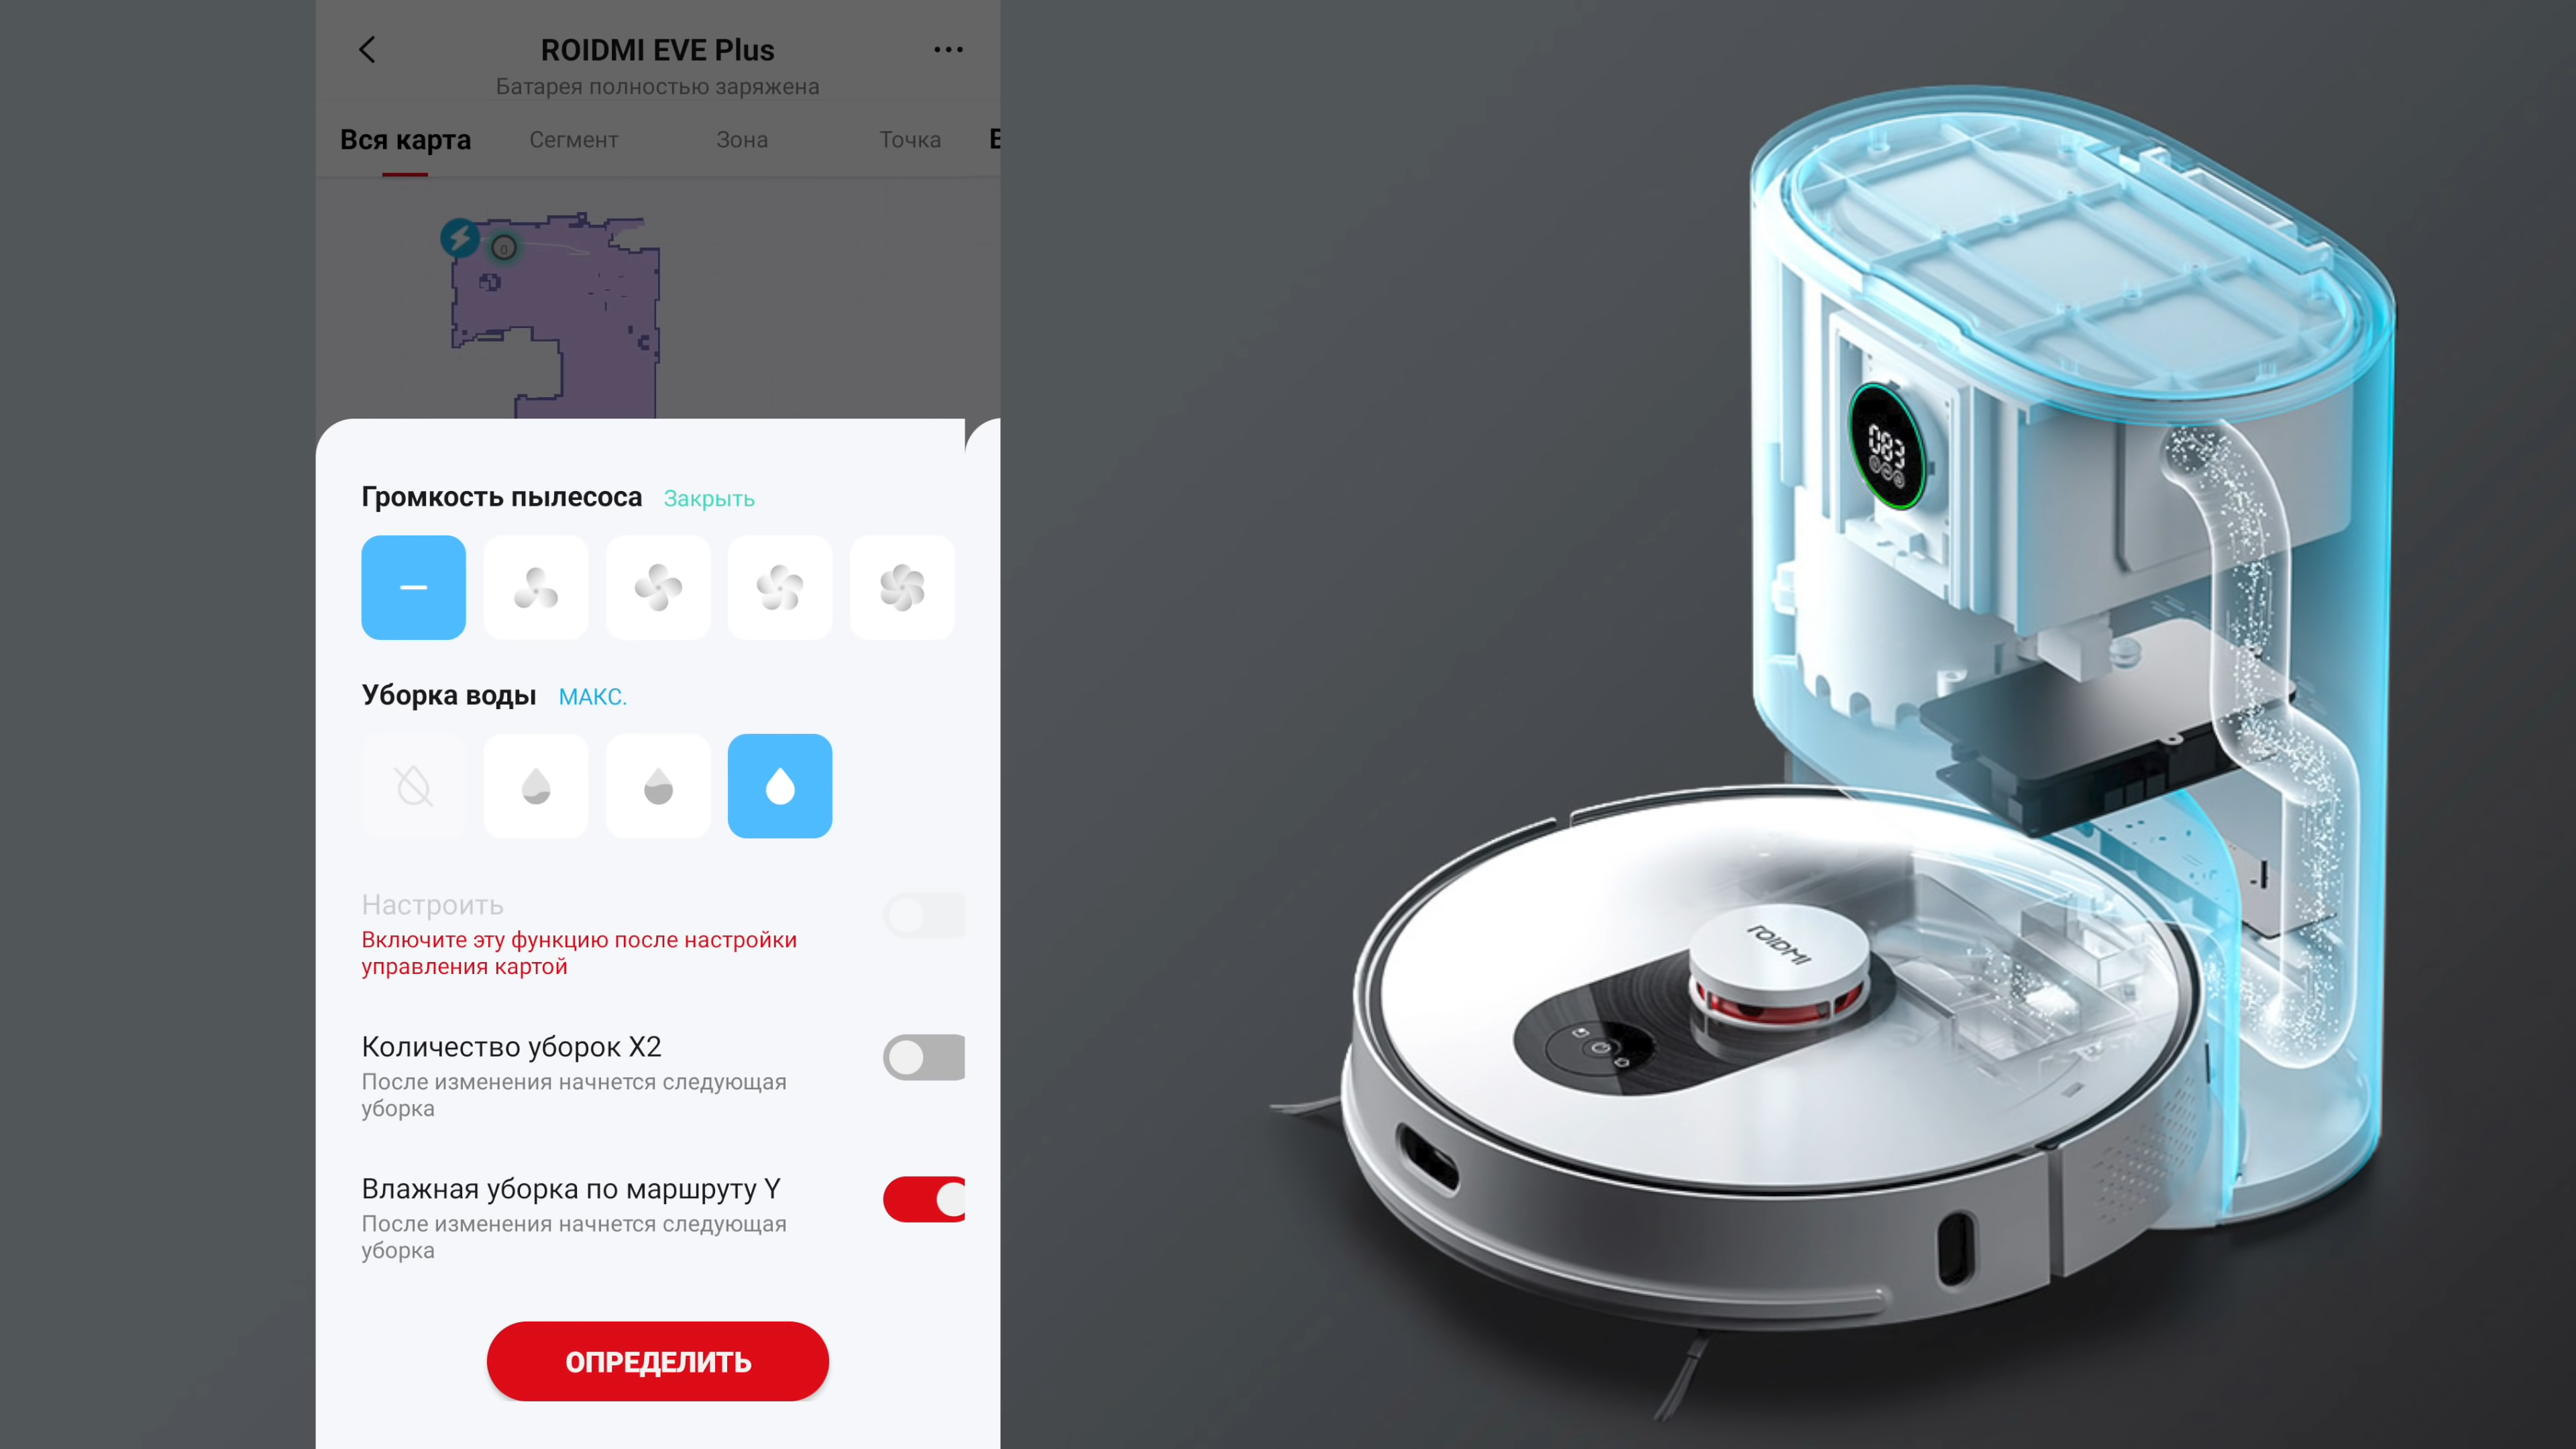 ROIDMI EVE Plus
Батарея полностью заряжена
Вся карта Сегмент Зона Точка
Громкость пылесоса Закрыть
Уборка воды МАКС.
Настроить
Включите эту функцию после настройки
управления картой
Количество уборок X2
После изменения начнется следующая
уборка
Влажная уборка по маршруту Y
После изменения начнется следующая
уборка
ОПРЕДЕЛИТЬ
083
ROIDMI